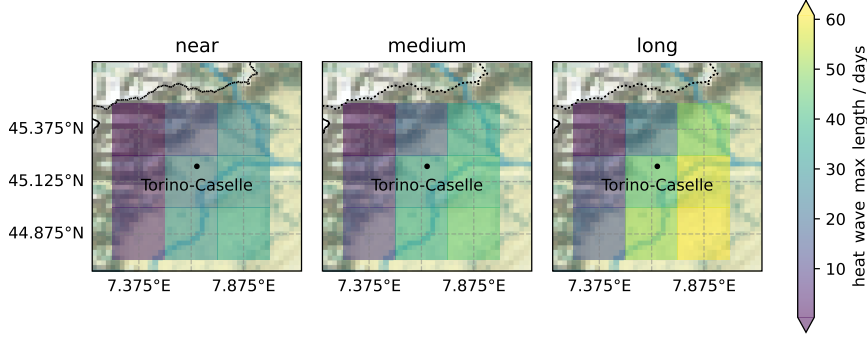 near medium long
45.375°N
45.125°N
44.875°N
Torino-Caselle Torino-Caselle Torino-Caselle
7.375°E 7.875°E 7.375°E 7.875°E 7.375°E 7.875°E
60
50
40
30
20
10
heat wave max length / days